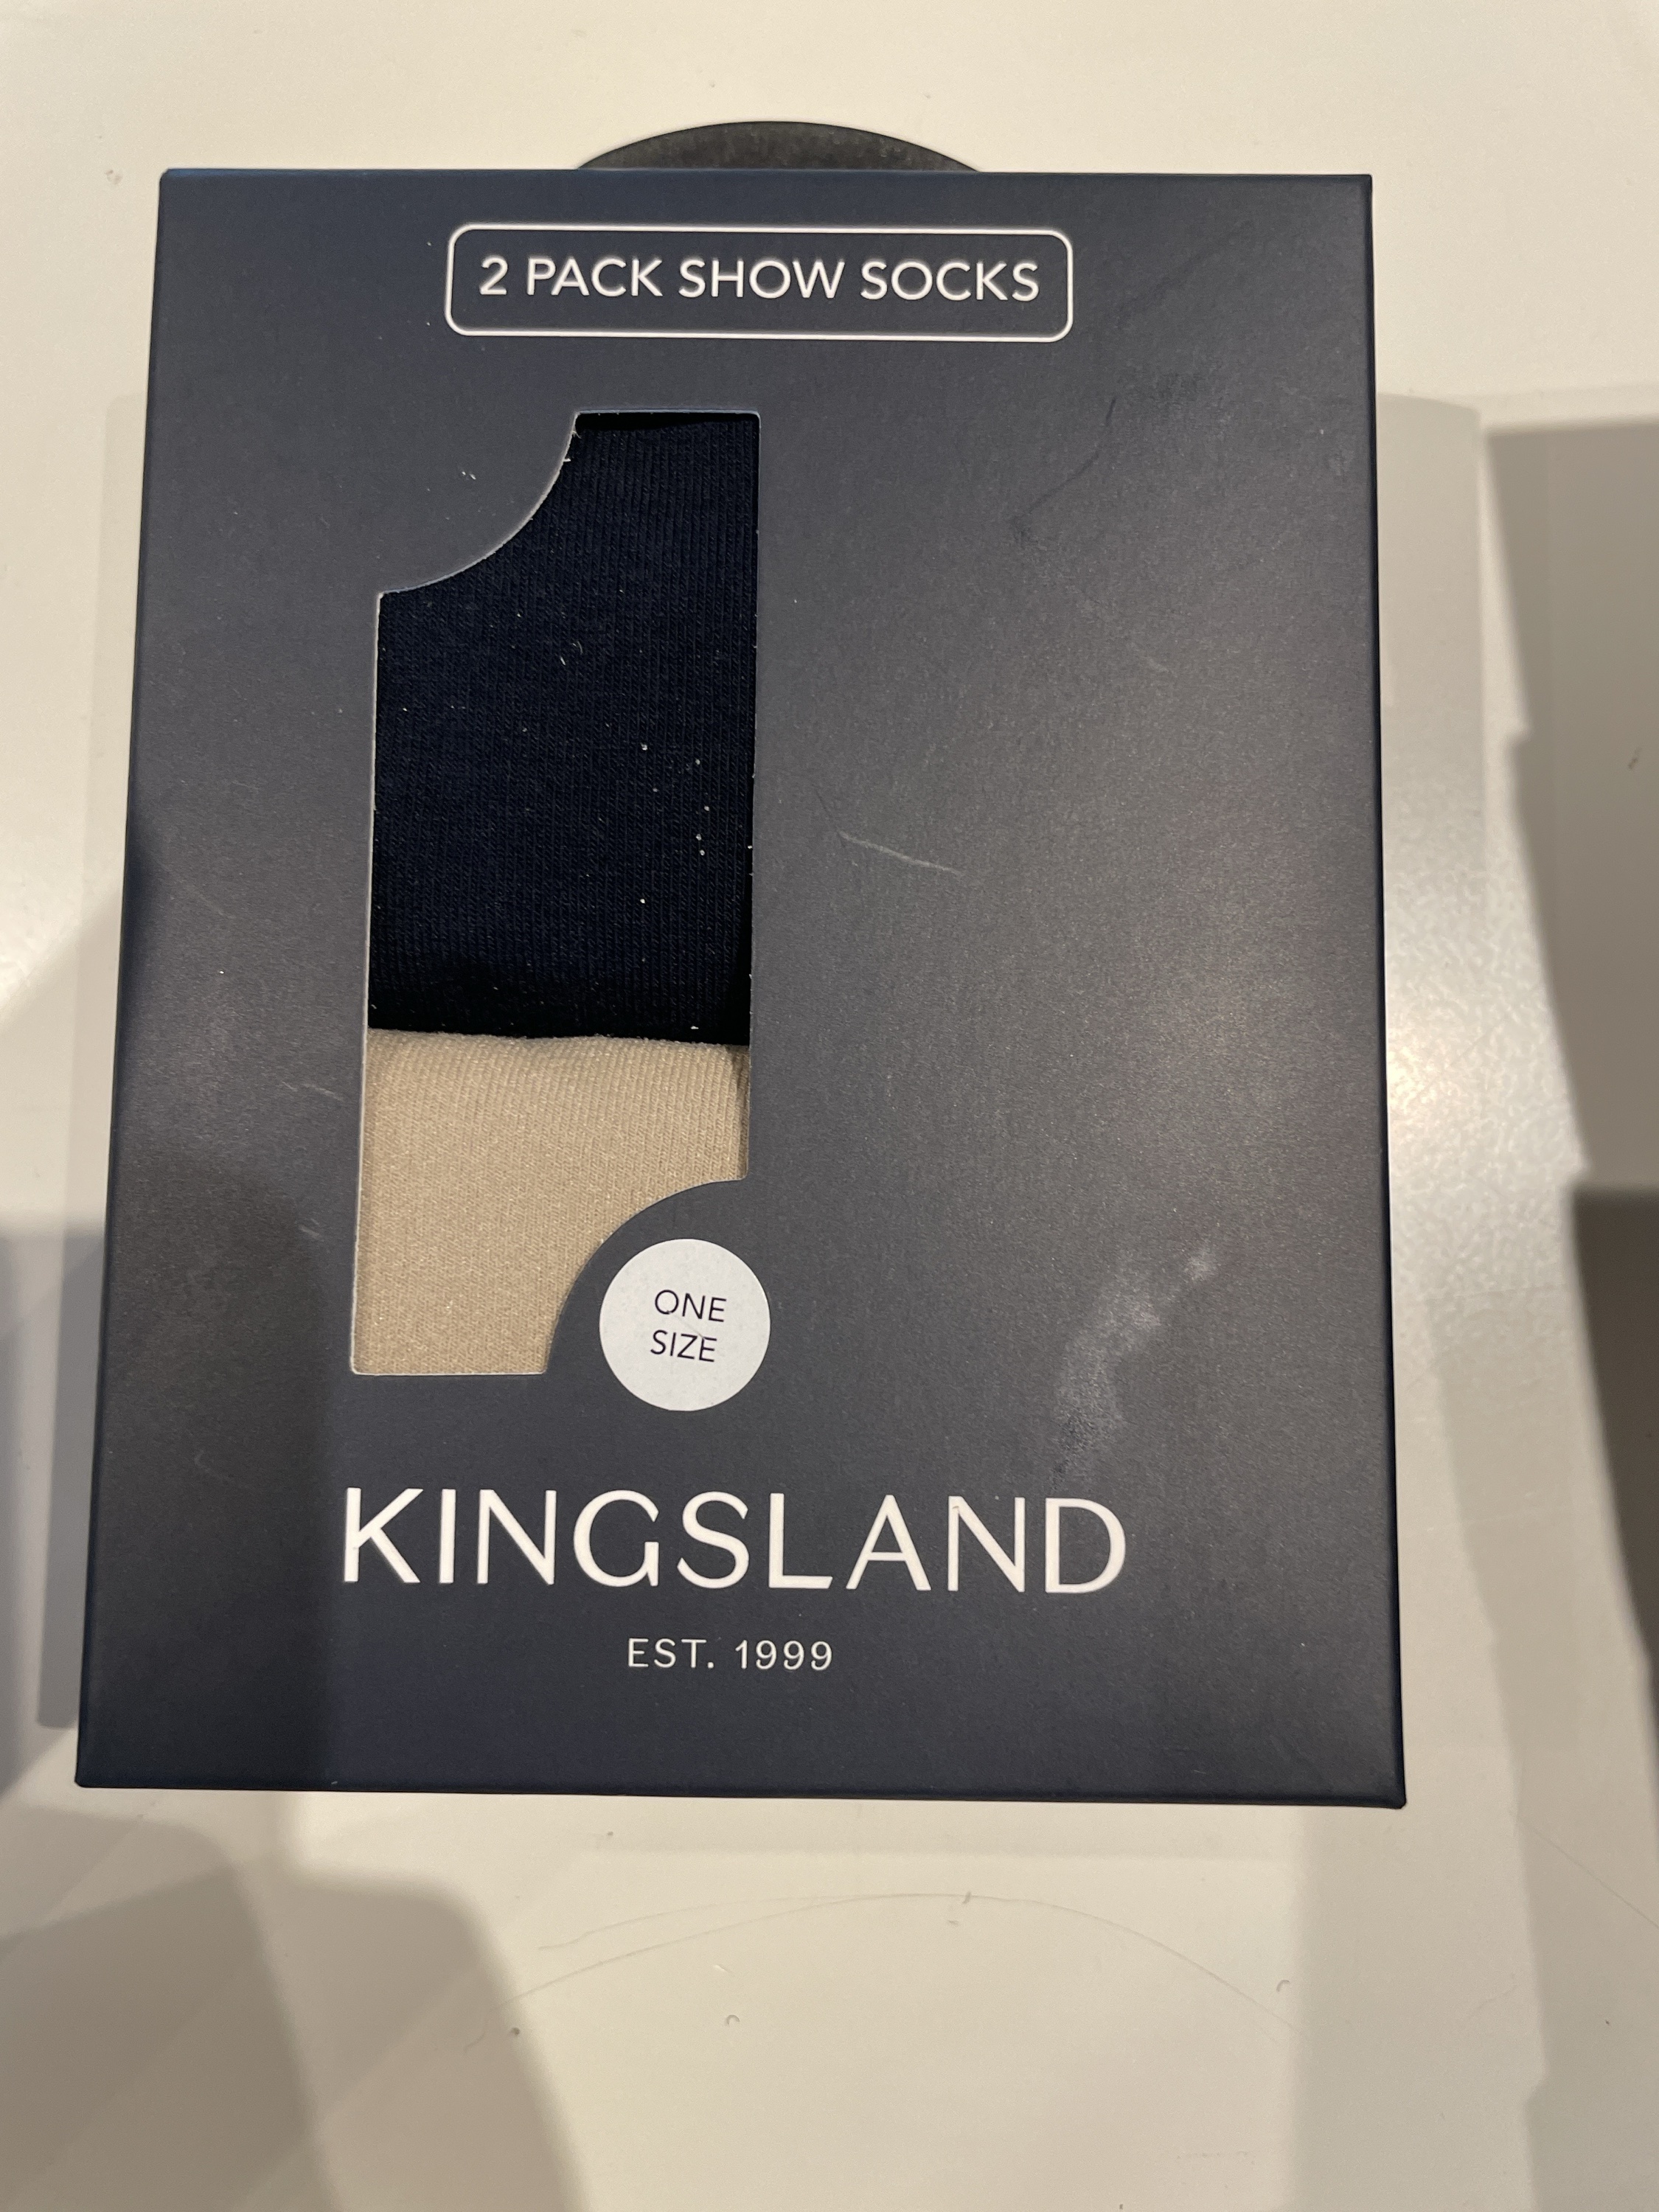 2 PACK SHOW SOCKS
ONE
SIZE
KINGSLAND
EST. 1999